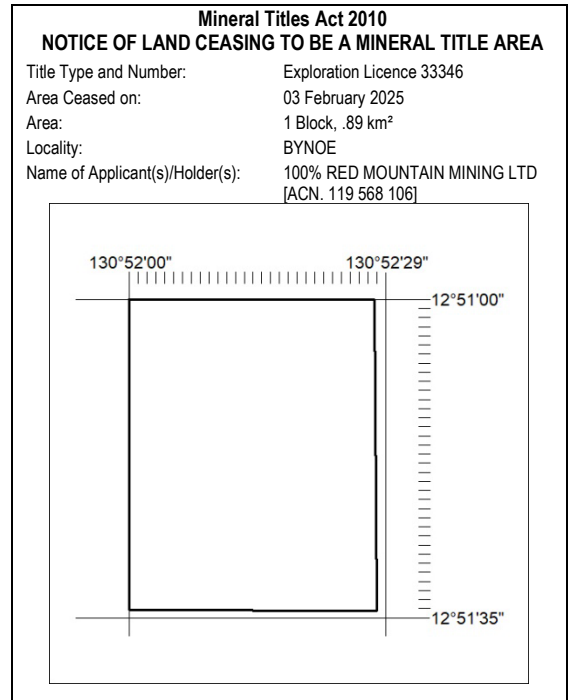 Mineral Titles Act 2010
NOTICE OF LAND CEASING TO BE A MINERAL TITLE AREA
Title Type and Number: Exploration Licence 33346
Area Ceased on: 03 February 2025
Area: 1 Block, .89 km²
Locality: BYNOE
Name of Applicant(s)/Holder(s): 100% RED MOUNTAIN MINING LTD
[ACN. 119 568 106]
130°52'00" 130°52'29"
12°51'00"
12°51'35"